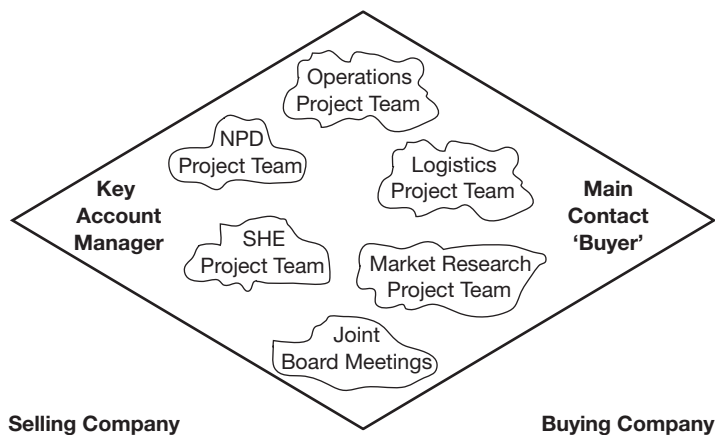 Operations
Project Team
NPD
Project Team
Logistics
Project Team
Key
Account
Manager
Main
Contact
‘Buyer’
SHE
Project Team
Market Research
Project Team
Joint
Board Meetings
Selling Company
Buying Company